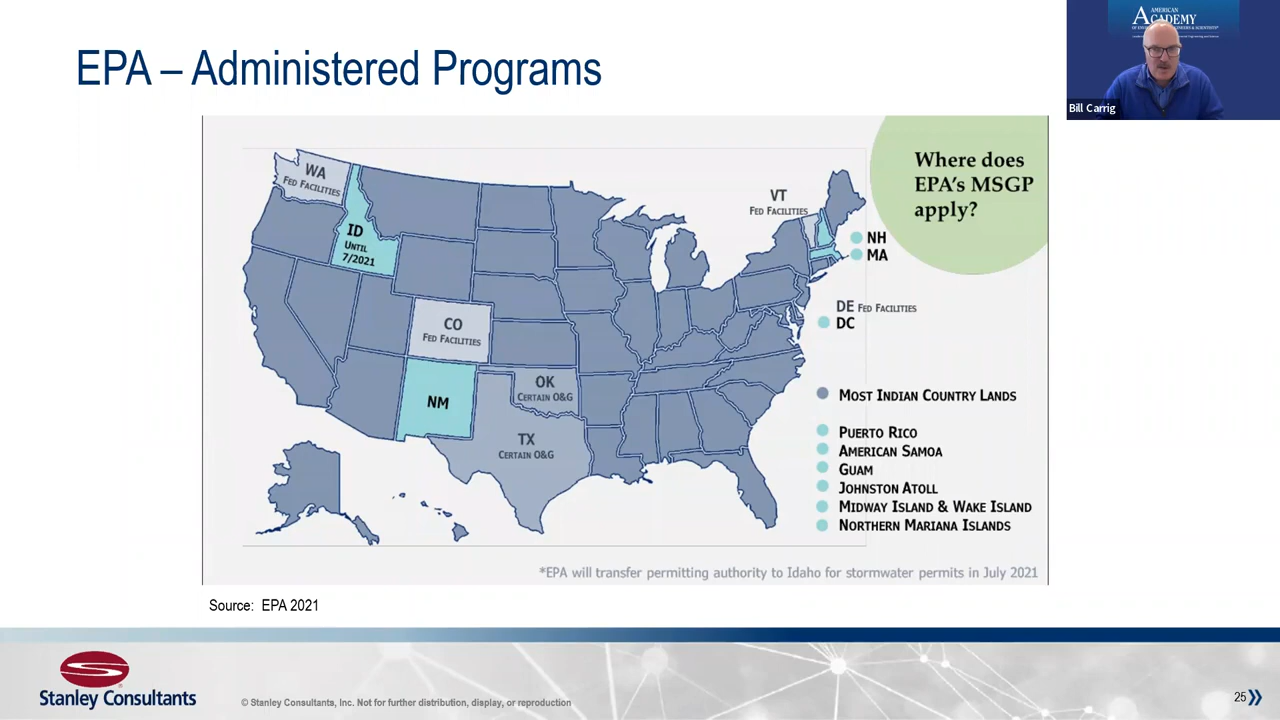 EPA – Administered Programs
AMERICAN
ACADEMY
Bill Carrig
Where does
EPA's MSGP
apply?
WA
FED FACILITIES
ID
UNTIL
7/2021
VT
FED FACILITIES
NH
MA
CO
FED FACILITIES
DE FED FACILITIES
DC
NM
OK
CERTAIN O&G
TX
CERTAIN O&G
MOST INDIAN COUNTRY LANDS
PUERTO RICO
AMERICAN SAMOA
GUAM
JOHNSTON ATOLL
MIDWAY ISLAND & WAKE ISLAND
NORTHERN MARIANA ISLANDS
*EPA will transfer permitting authority to Idaho for stormwater permits in July 2021
Source: EPA 2021
Stanley Consultants
© Stanley Consultants, Inc. Not for further distribution, display, or reproduction
25